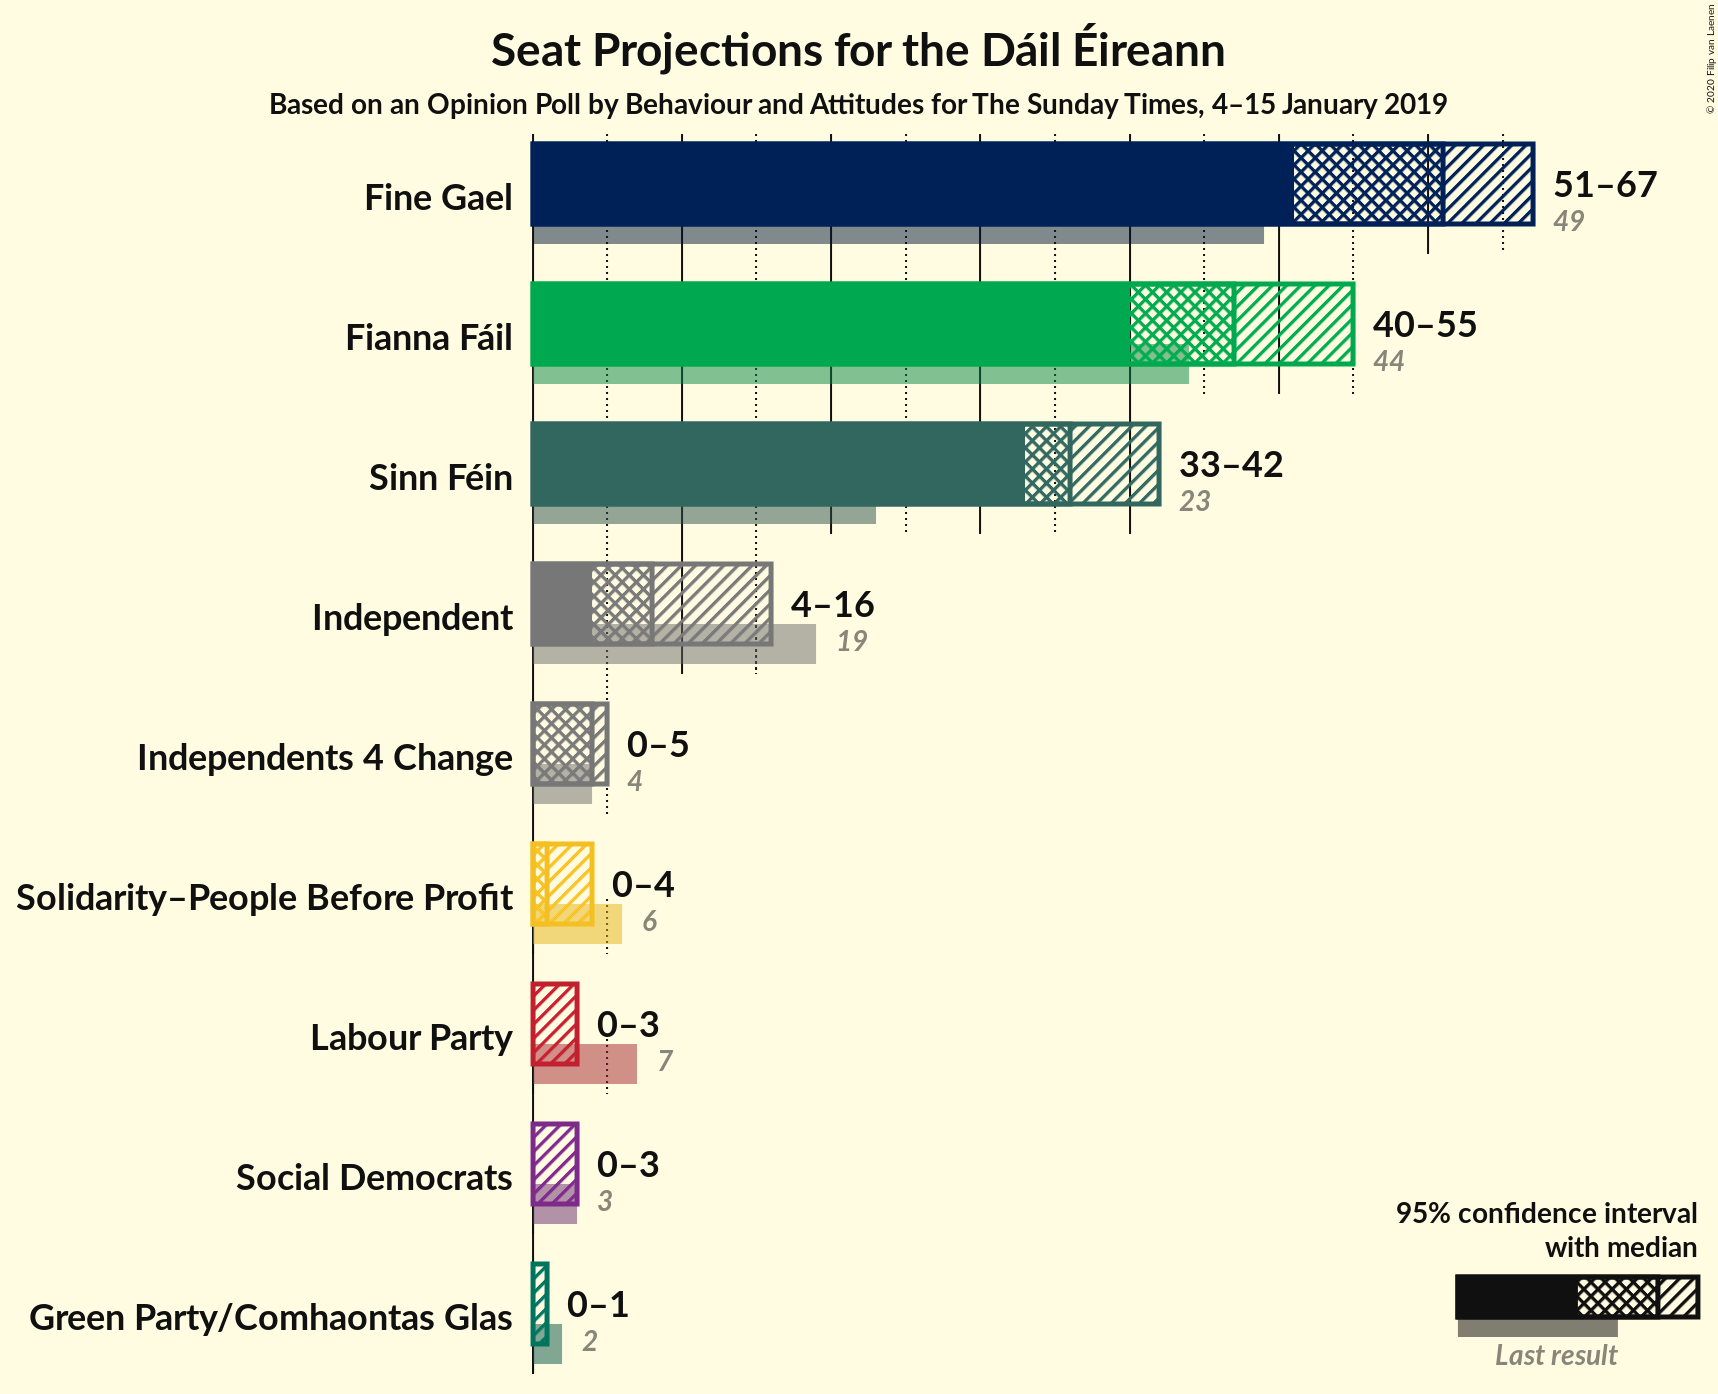 Seat Projections for the Dáil Éireann
Based on an Opinion Poll by Behaviour and Attitudes for The Sunday Times, 4–15 January 2019
© 2020 Filip van Laenen
Fine Gael
51–67
49
Fianna Fáil
40–55
44
Sinn Féin
33–42
23
Independent
4–16
19
Independents 4 Change
0–5
4
Solidarity–People Before Profit
0–4
6
Labour Party
0–3
7
Social Democrats
0–3
3
Green Party/Comhaontas Glas
0–1
2
95% confidence interval
with median
Last result